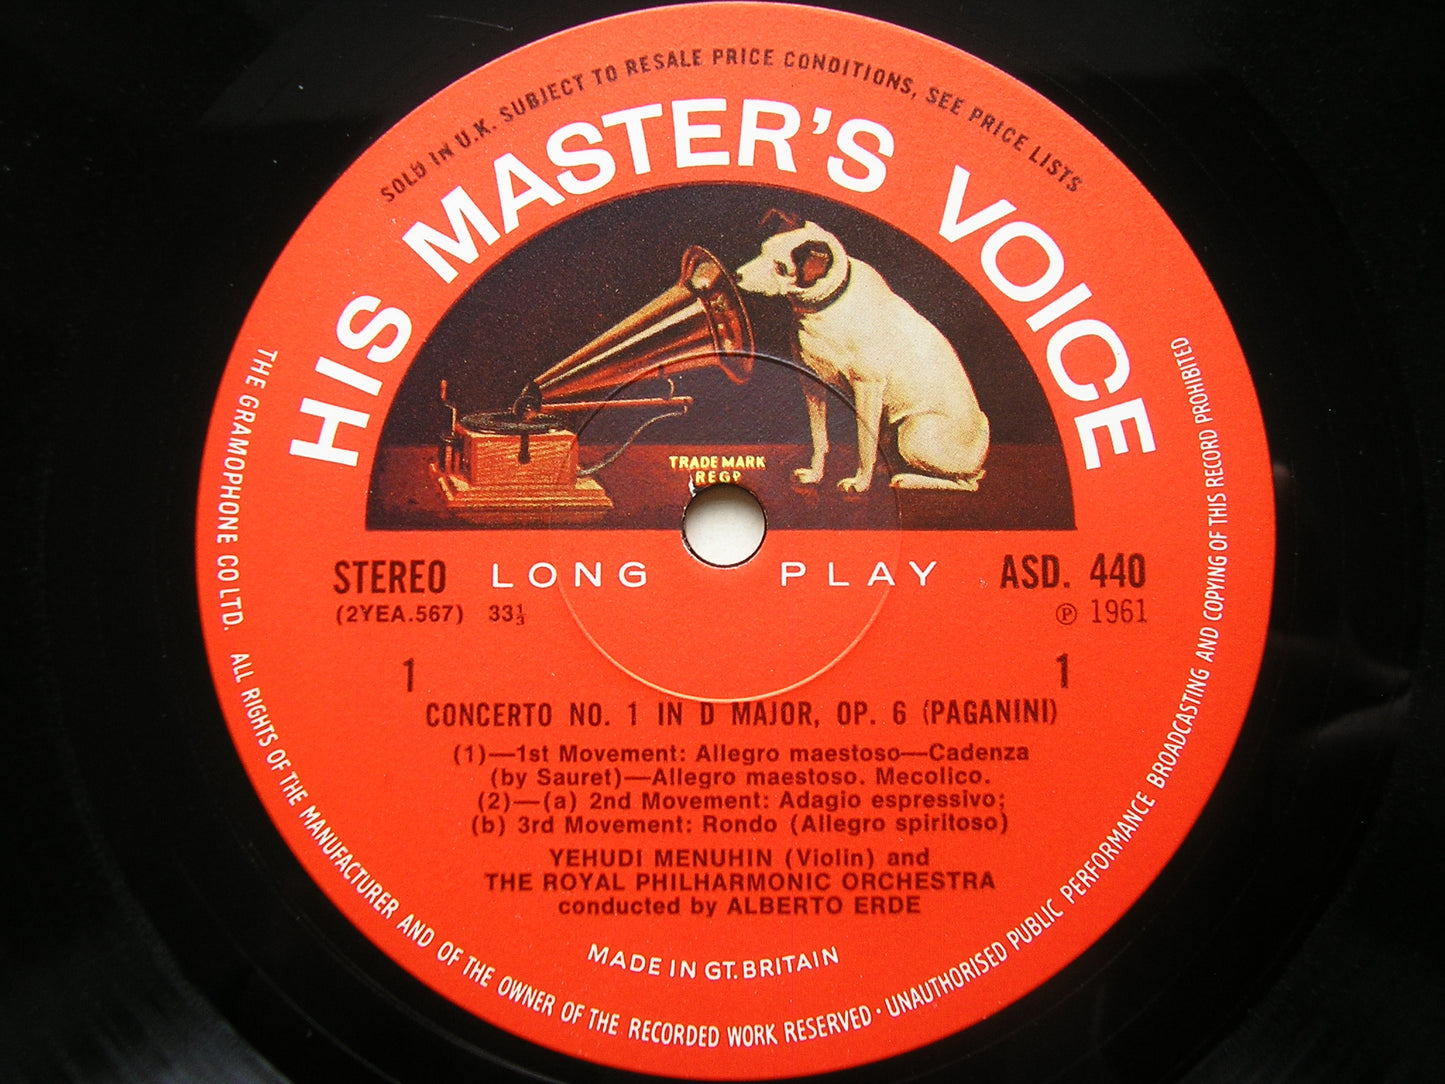 SOLD IN U.K. SUBJECT TO RESALE PRICE CONDITIONS, SEE PRICE LISTS
HIS MASTER'S VOICE
TRADE MARK
REGD
STEREO LONG PLAY ASD. 440
(2YEA.567) 33⅓ ℗ 1961
1 1
CONCERTO NO. 1 IN D MAJOR, OP. 6 (PAGANINI)
(1)—1st Movement: Allegro maestoso—Cadenza
(by Sauret)—Allegro maestoso. Mecolico.
(2)—(a) 2nd Movement: Adagio espressivo;
(b) 3rd Movement: Rondo (Allegro spiritoso)
YEHUDI MENUHIN (Violin) and
THE ROYAL PHILHARMONIC ORCHESTRA
conducted by ALBERTO ERDE
MADE IN GT. BRITAIN
THE GRAMOPHONE CO LTD. ALL RIGHTS OF THE MANUFACTURER AND OF THE OWNER OF THE RECORDED WORK RESERVED · UNAUTHORISED PUBLIC PERFORMANCE BROADCASTING AND COPYING OF THIS RECORD PROHIBITED